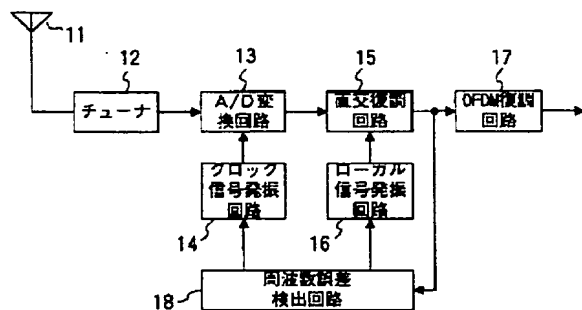 11
12
13
15
17
チューナ
A/D変
換回路
直交復調
回路
OFDM復調
回路
クロック
信号発振
回路
ローカル
信号発振
回路
14
16
周波数誤差
検出回路
18